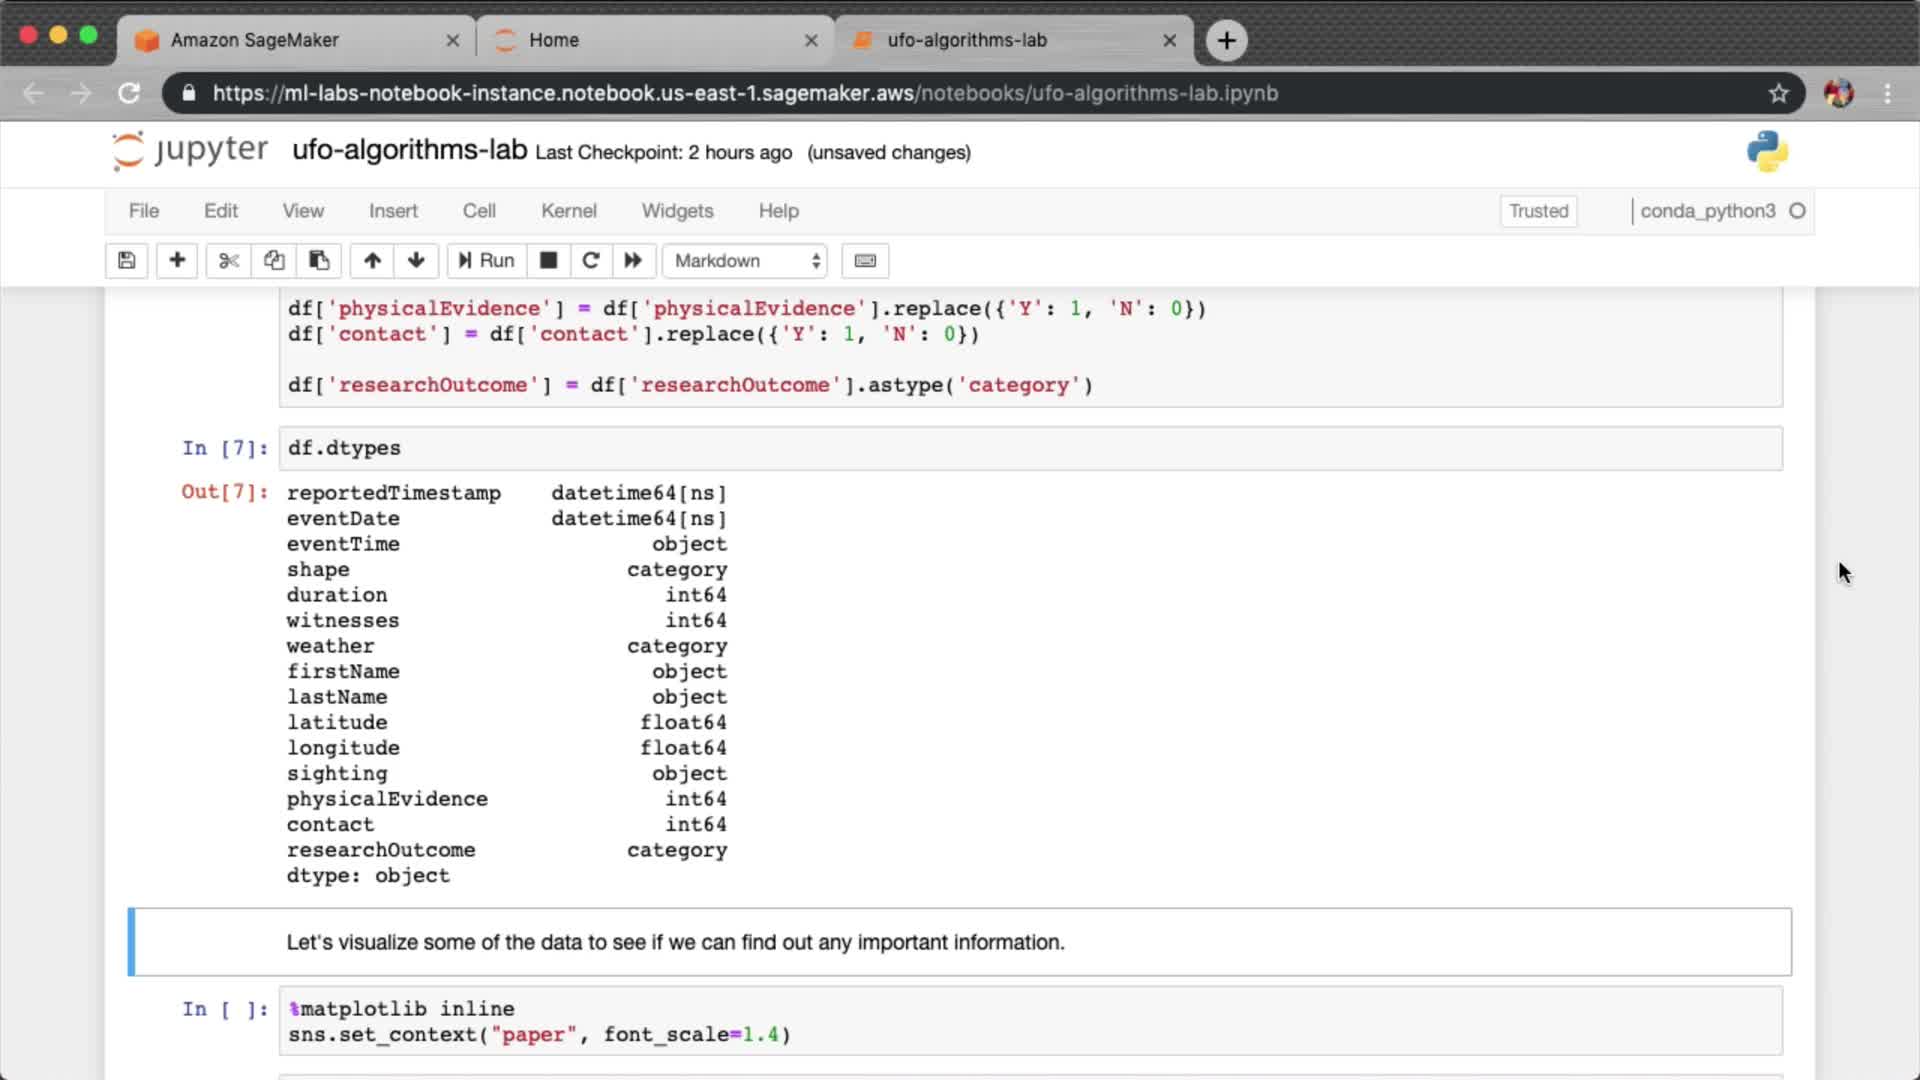 Amazon SageMaker
Home
ufo-algorithms-lab
https://ml-labs-notebook-instance.notebook.us-east-1.sagemaker.aws/notebooks/ufo-algorithms-lab.ipynb
jupyter ufo-algorithms-lab Last Checkpoint: 2 hours ago (unsaved changes)
File Edit View Insert Cell Kernel Widgets Help Trusted conda_python3
Run Markdown
df['physicalEvidence'] = df['physicalEvidence'].replace({'Y': 1, 'N': 0})
df['contact'] = df['contact'].replace({'Y': 1, 'N': 0})
df['researchOutcome'] = df['researchOutcome'].astype('category')
In [7]: df.dtypes
Out[7]: reportedTimestamp datetime64[ns]
eventDate datetime64[ns]
eventTime object
shape category
duration int64
witnesses int64
weather category
firstName object
lastName object
latitude float64
longitude float64
sighting object
physicalEvidence int64
contact int64
researchOutcome category
dtype: object
Let's visualize some of the data to see if we can find out any important information.
In [ ]: %matplotlib inline
sns.set_context("paper", font_scale=1.4)